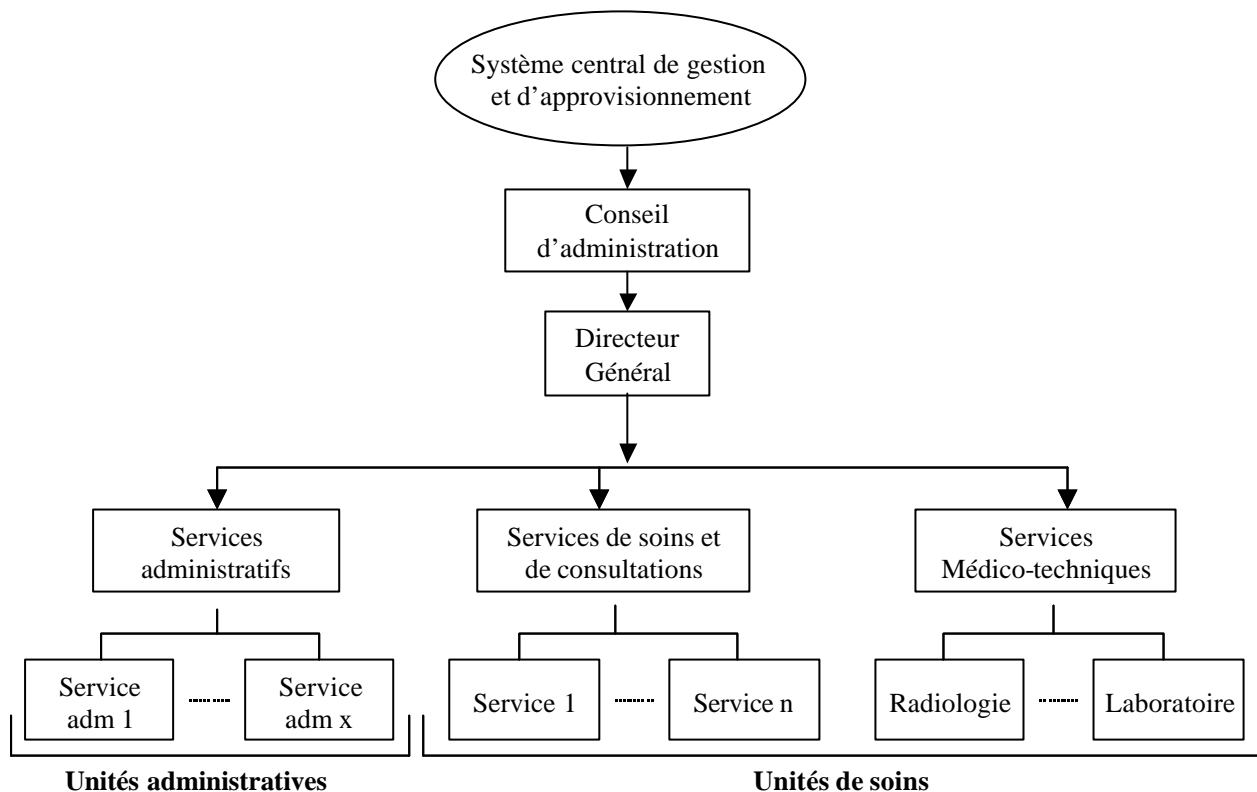 Système central de gestion
et d'approvisionnement
Conseil
d’administration
Directeur
Général
Services
administratifs
Services de soins et
de consultations
Services
Médico-techniques
Service
adm 1
Service
adm x
Service 1
Service n
Radiologie
Laboratoire
Unités administratives
Unités de soins